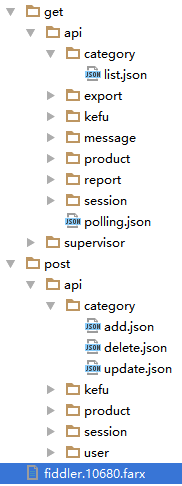 get
api
category
JSON list.json
export
kefu
message
product
report
session
JSON polling.json
supervisor
post
api
category
JSON add.json
JSON delete.json
JSON update.json
kefu
product
session
user
fiddler.10680.farx